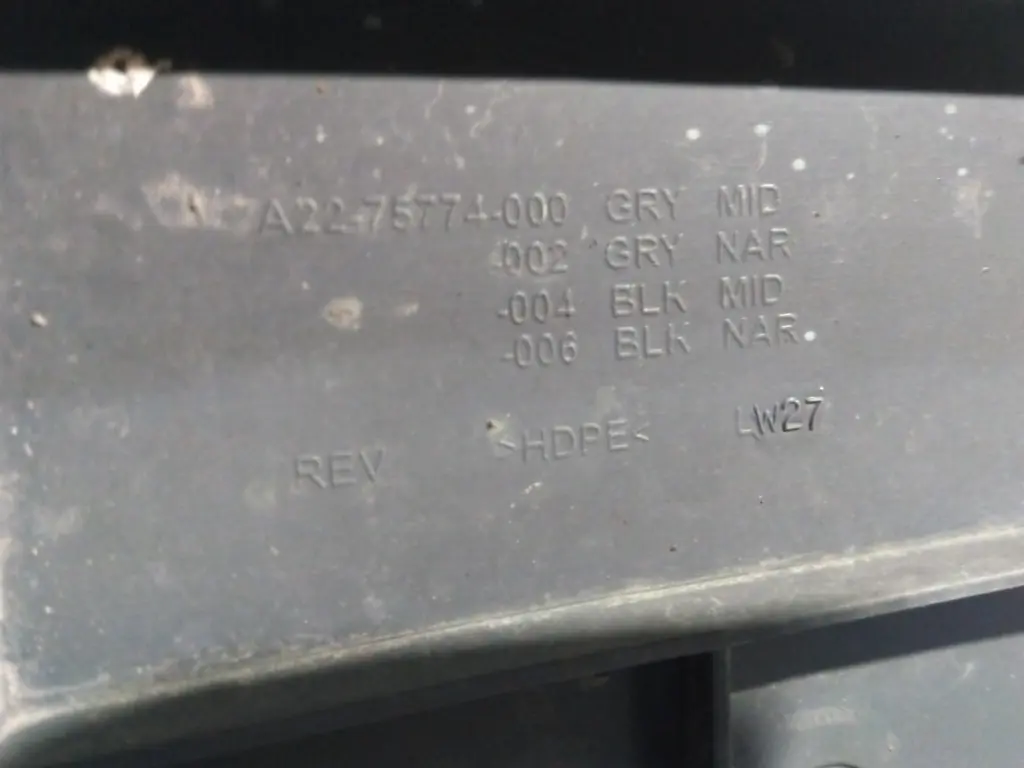 A22-75774-000 GRY MID
-002 GRY NAR
-004 BLK MID
-006 BLK NAR
REV >HDPE< LW27